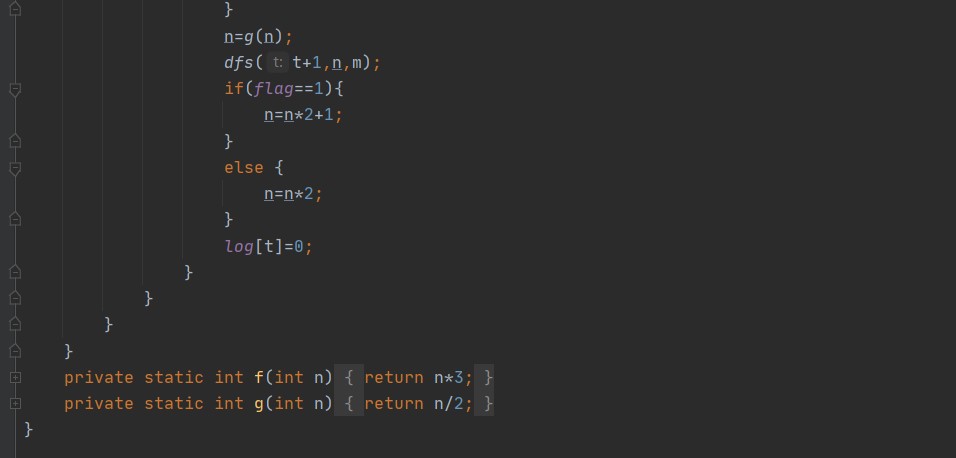 }
n=g(n);
dfs( t: t+1,n,m);
if(flag==1){
n=n*2+1;
}
else {
n=n*2;
}
log[t]=0;
}
}
}
}
private static int f(int n) { return n*3; }
private static int g(int n) { return n/2; }
}